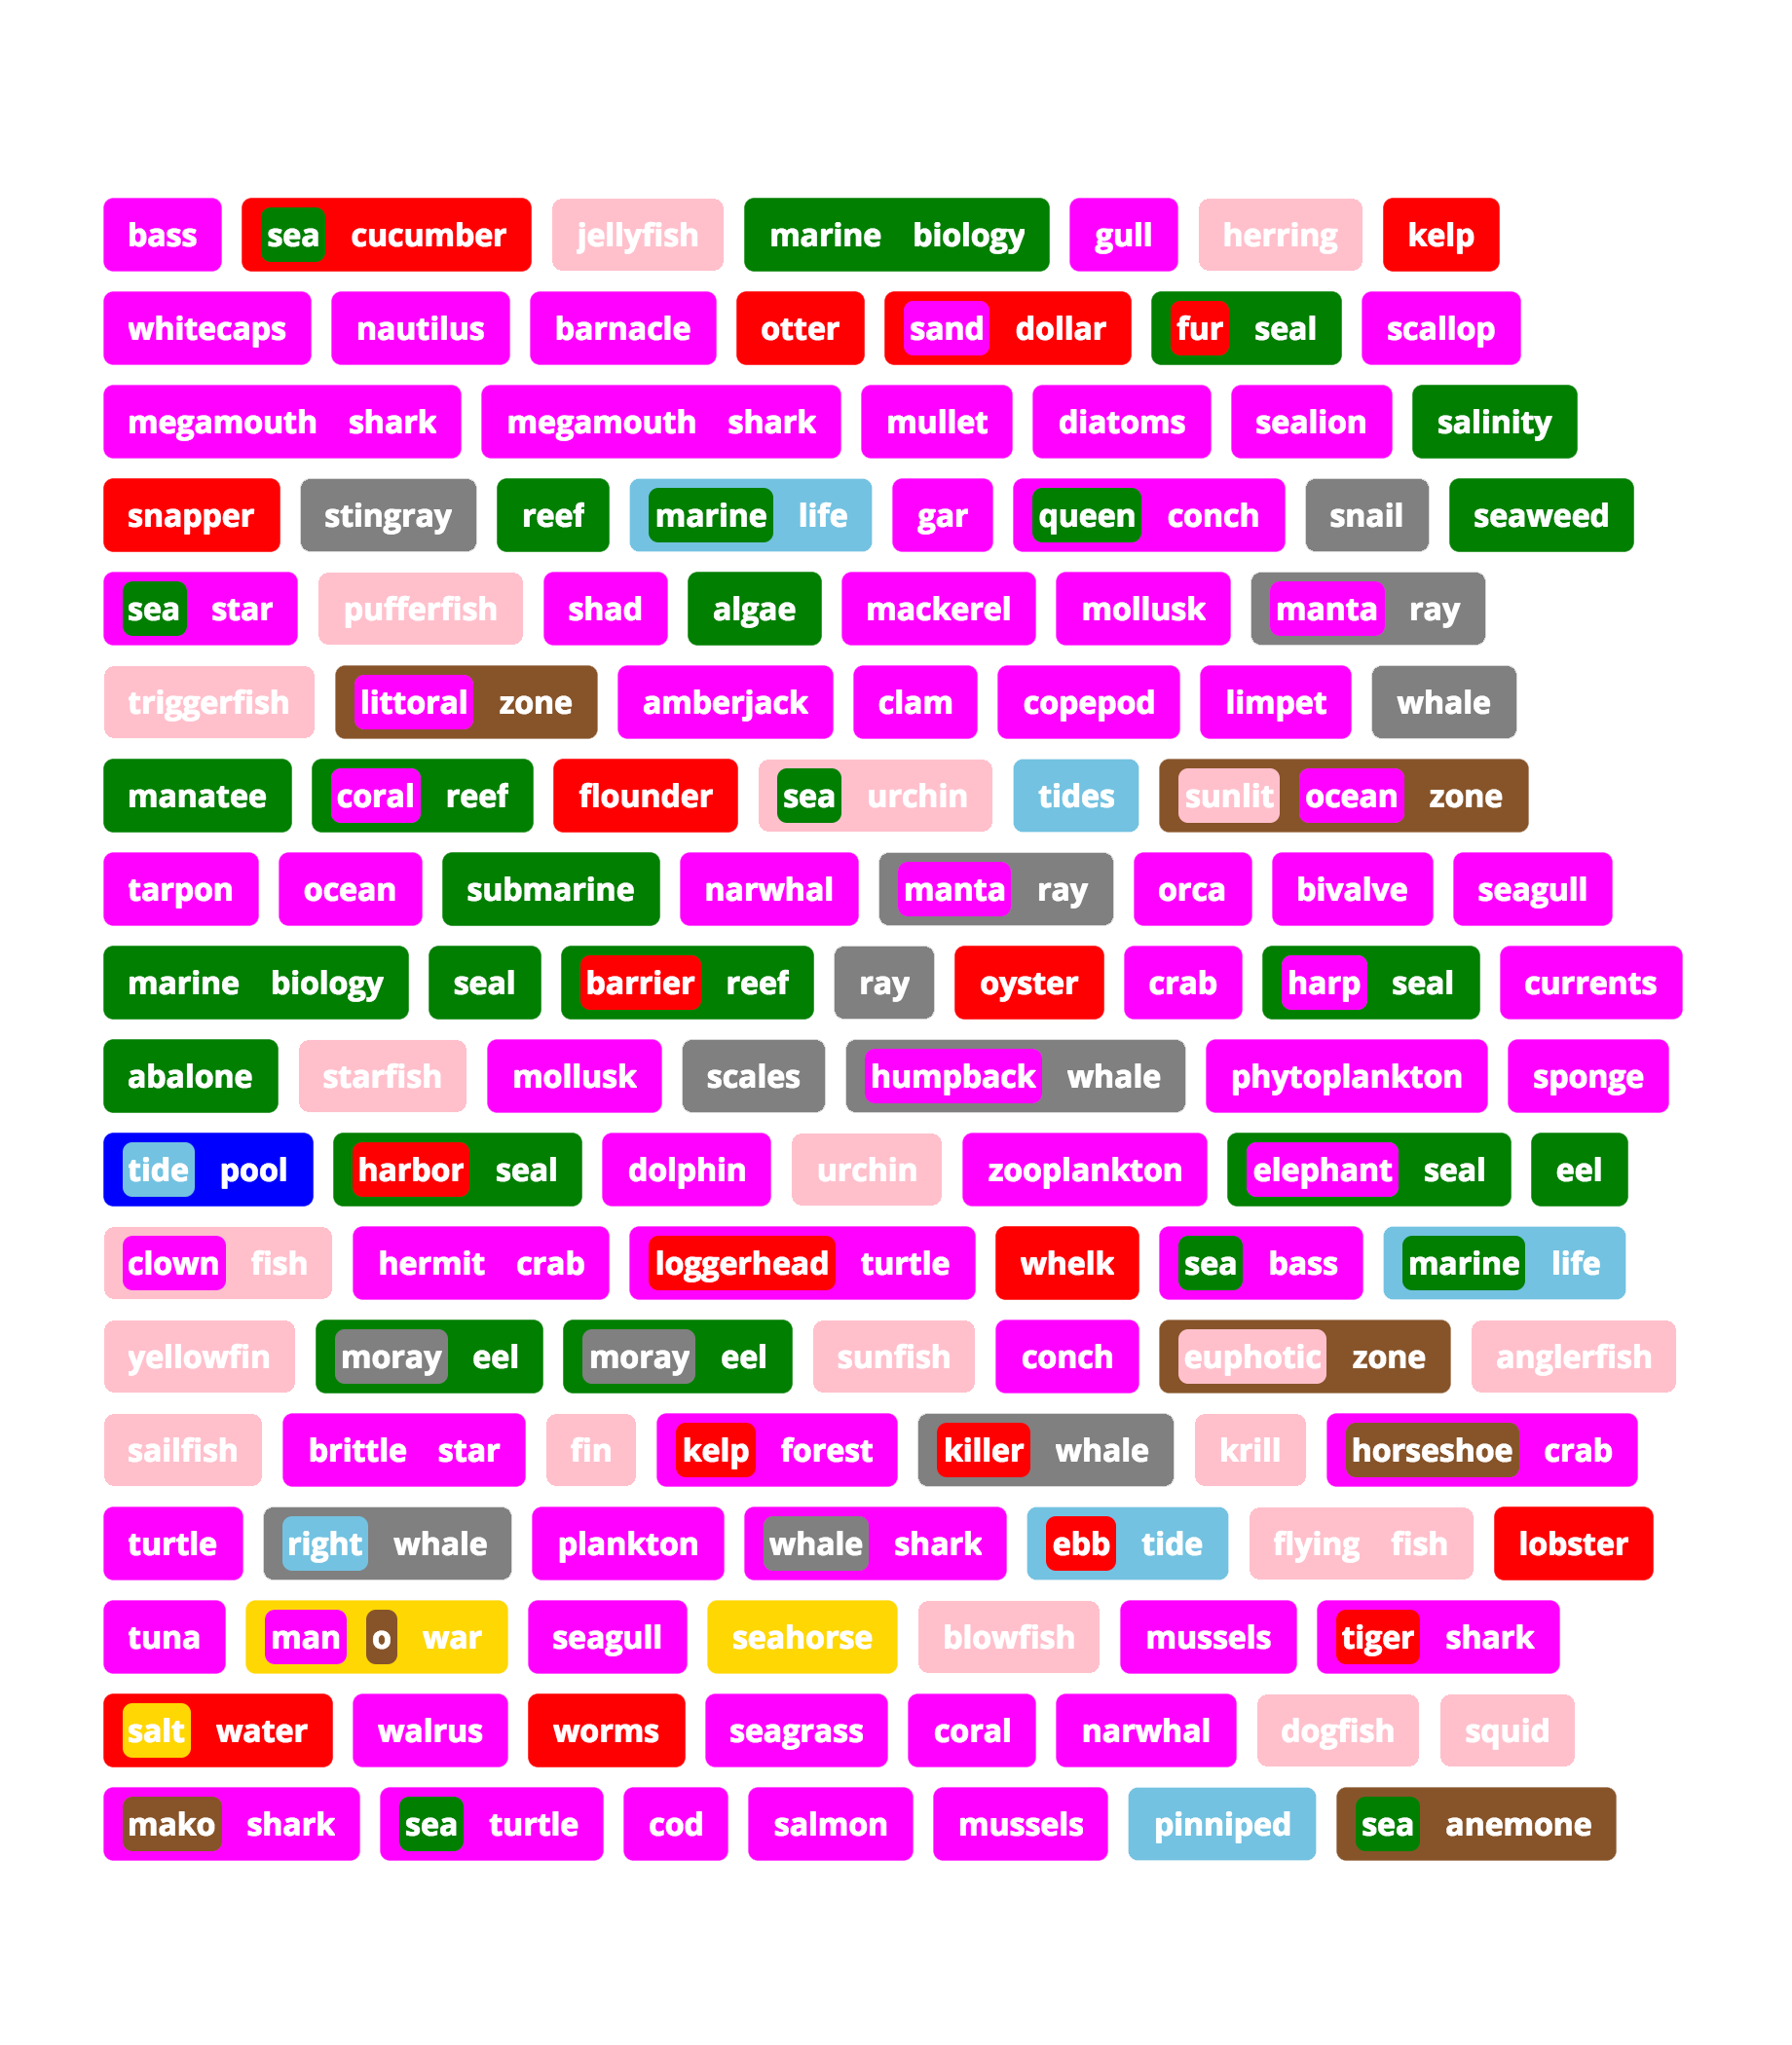 bass sea cucumber jellyfish marine biology gull herring kelp
whitecaps nautilus barnacle otter sand dollar fur seal scallop
megamouth shark megamouth shark mullet diatoms sealion salinity
snapper stingray reef marine life gar queen conch snail seaweed
sea star pufferfish shad algae mackerel mollusk manta ray
triggerfish littoral zone amberjack clam copepod limpet whale
manatee coral reef flounder sea urchin tides sunlit ocean zone
tarpon ocean submarine narwhal manta ray orca bivalve seagull
marine biology seal barrier reef ray oyster crab harp seal currents
abalone starfish mollusk scales humpback whale phytoplankton sponge
tide pool harbor seal dolphin urchin zooplankton elephant seal eel
clown fish hermit crab loggerhead turtle whelk sea bass marine life
yellowfin moray eel moray eel sunfish conch euphotic zone anglerfish
sailfish brittle star fin kelp forest killer whale krill horseshoe crab
turtle right whale plankton whale shark ebb tide flying fish lobster
tuna man o war seagull seahorse blowfish mussels tiger shark
salt water walrus worms seagrass coral narwhal dogfish squid
mako shark sea turtle cod salmon mussels pinniped sea anemone